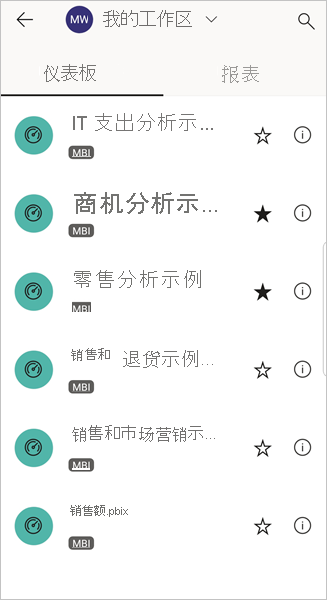 MW 我的工作区
仪表板 报表
IT 支出分析示...
MBI
商机分析示...
MBI
零售分析示例
MBI
销售和 退货示例...
MBI
销售和市场营销示...
MBI
销售额.pbix
MBI